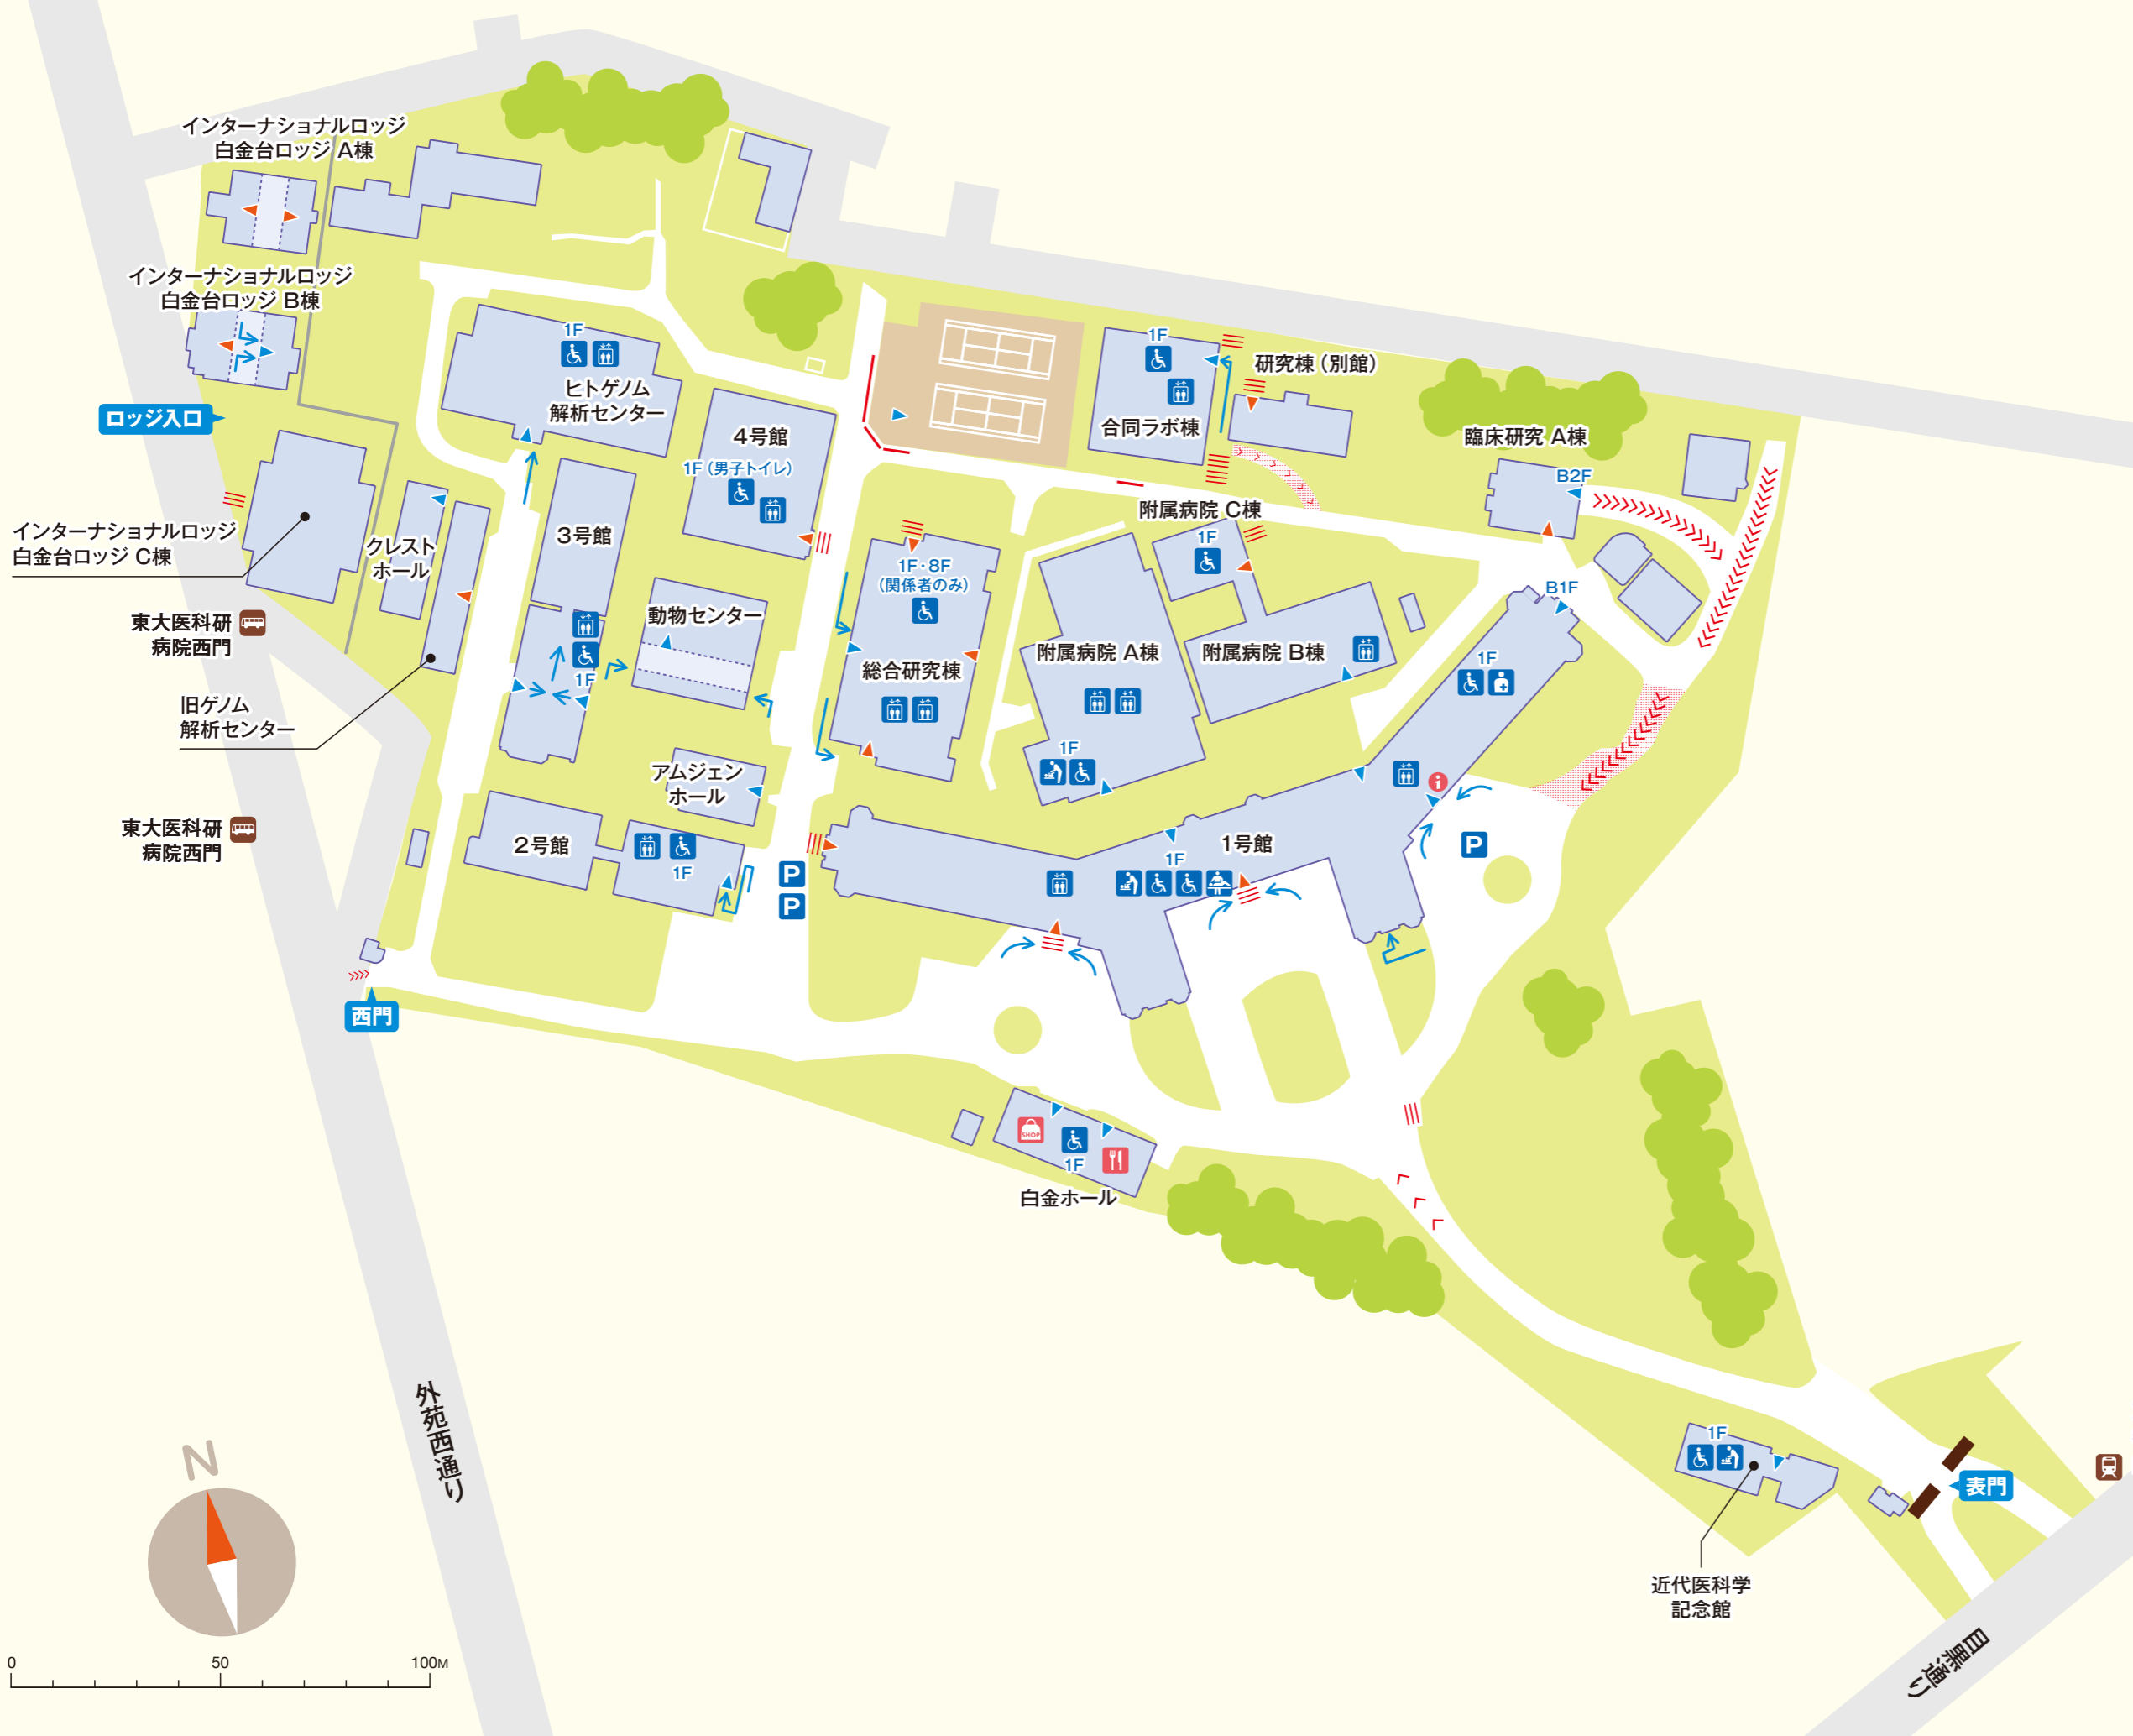 インターナショナルロッジ
白金台ロッジ A棟
インターナショナルロッジ
白金台ロッジ B棟
ロッジ入口
インターナショナルロッジ
白金台ロッジ C棟
クレスト
ホール
東大医科研
病院西門
旧ゲノム
解析センター
東大医科研
病院西門
1F
ヒトゲノム
解析センター
4号館
1F(男子トイレ)
3号館
1F
動物センター
アムジェン
ホール
2号館
1F
P
P
西門
1F
合同ラボ棟
研究棟(別館)
臨床研究 A棟
B2F
附属病院 C棟
1F
1F・8F
(関係者のみ)
総合研究棟
附属病院 A棟
1F
附属病院 B棟
B1F
1F
1号館
1F
P
SHOP
1F
白金ホール
1F
近代医科学
記念館
表門
外苑西通り
目黒通り
N
0 50 100M